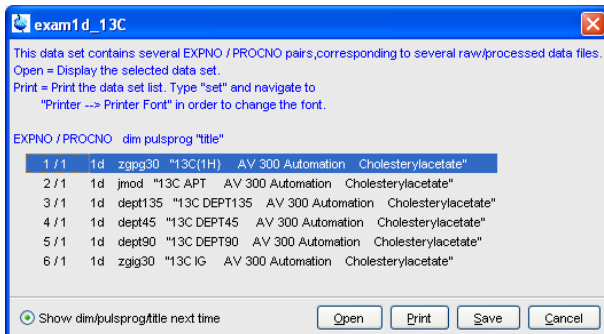 exam1d_13C
This data set contains several EXPNO / PROCNO pairs,corresponding to several raw/processed data files.
Open = Display the selected data set.
Print = Print the data set list. Type "set" and navigate to
"Printer --> Printer Font" in order to change the font.
EXPNO / PROCNO dim pulsprog "title"
1 / 1 1d zgpg30 "13C{1H} AV 300 Automation Cholesterylacetate"
2 / 1 1d jmod "13C APT AV 300 Automation Cholesterylacetate"
3 / 1 1d dept135 "13C DEPT135 AV 300 Automation Cholesterylacetate"
4 / 1 1d dept45 "13C DEPT45 AV 300 Automation Cholesterylacetate"
5 / 1 1d dept90 "13C DEPT90 AV 300 Automation Cholesterylacetate"
6 / 1 1d zgig30 "13C IG AV 300 Automation Cholesterylacetate"
Show dim/pulsprog/title next time Open Print Save Cancel